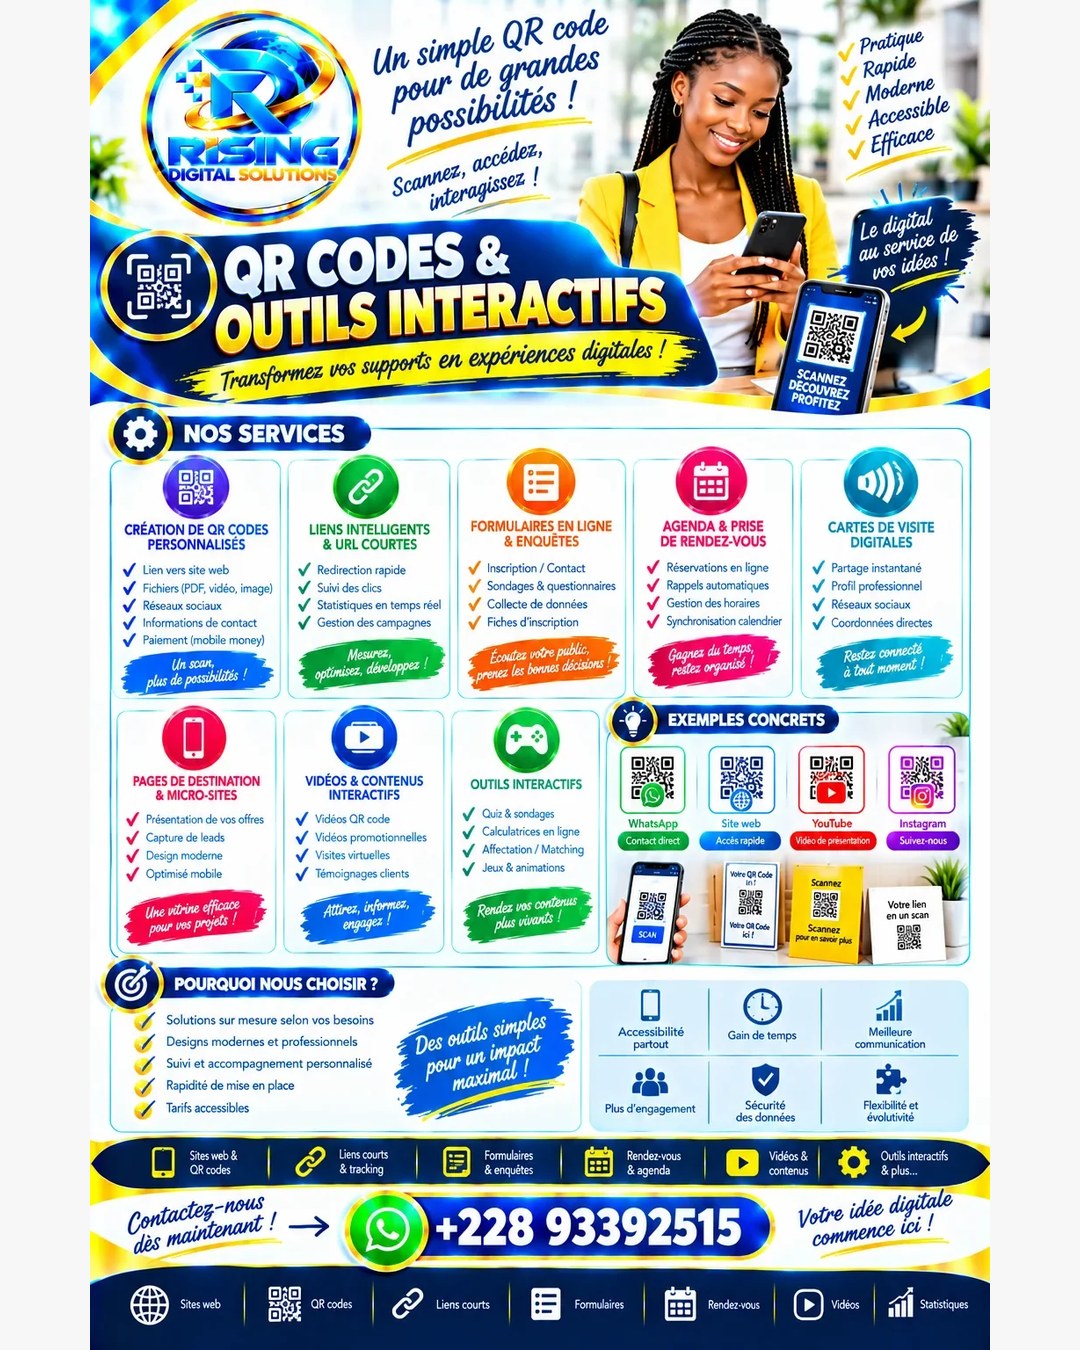 RISING
DIGITAL SOLUTIONS
Un simple QR code
pour de grandes
possibilités !
Scannez, accédez,
interagissez !
Pratique
Rapide
Moderne
Accessible
Efficace
Le digital
au service de
vos idées !
QR CODES &
OUTILS INTERACTIFS
Transformez vos supports en expériences digitales !
SCANNEZ
DÉCOUVREZ
PROFITEZ
NOS SERVICES
CRÉATION DE QR CODES
PERSONNALISÉS
Lien vers site web
Fichiers (PDF, vidéo, image)
Réseaux sociaux
Informations de contact
Paiement (mobile money)
Un scan,
plus de possibilités !
LIENS INTELLIGENTS
& URL COURTES
Redirection rapide
Suivi des clics
Statistiques en temps réel
Gestion des campagnes
Mesurez,
optimisez, développez !
FORMULAIRES EN LIGNE
& ENQUÊTES
Inscription / Contact
Sondages & questionnaires
Collecte de données
Fiches d'inscription
Écoutez votre public,
prenez les bonnes décisions !
AGENDA & PRISE
DE RENDEZ-VOUS
Réservations en ligne
Rappels automatiques
Gestion des horaires
Synchronisation calendrier
Gagnez du temps,
restez organisé !
CARTES DE VISITE
DIGITALES
Partage instantané
Profil professionnel
Réseaux sociaux
Coordonnées directes
Restez connecté
à tout moment !
PAGES DE DESTINATION
& MICRO-SITES
Présentation de vos offres
Capture de leads
Design moderne
Optimisé mobile
Une vitrine efficace
pour vos projets !
VIDÉOS & CONTENUS
INTERACTIFS
Vidéos QR code
Vidéos promotionnelles
Visites virtuelles
Témoignages clients
Attirez, informez,
engagez !
OUTILS INTERACTIFS
Quiz & sondages
Calculatrices en ligne
Affectation / Matching
Jeux & animations
Rendez vos contenus
plus vivants !
EXEMPLES CONCRETS
WhatsApp
Contact direct
Site web
Accès rapide
YouTube
Vidéo de présentation
Instagram
Suivez-nous
SCAN
Votre QR Code
ici !
Votre QR Code
ici !
Scannez
Scannez
pour en savoir plus
Votre lien
en un scan
POURQUOI NOUS CHOISIR ?
Solutions sur mesure selon vos besoins
Designs modernes et professionnels
Suivi et accompagnement personnalisé
Rapidité de mise en place
Tarifs accessibles
Des outils simples
pour un impact
maximal !
Accessibilité
partout
Gain de temps
Meilleure
communication
Plus d'engagement
Sécurité
des données
Flexibilité et
évolutivité
Sites web &
QR codes
Liens courts
& tracking
Formulaires
& enquêtes
Rendez-vous
& agenda
Vidéos &
contenus
Outils interactifs
& plus...
Contactez-nous
dès maintenant !
+228 93392515
Votre idée digitale
commence ici !
Sites web
QR codes
Liens courts
Formulaires
Rendez-vous
Vidéos
Statistiques